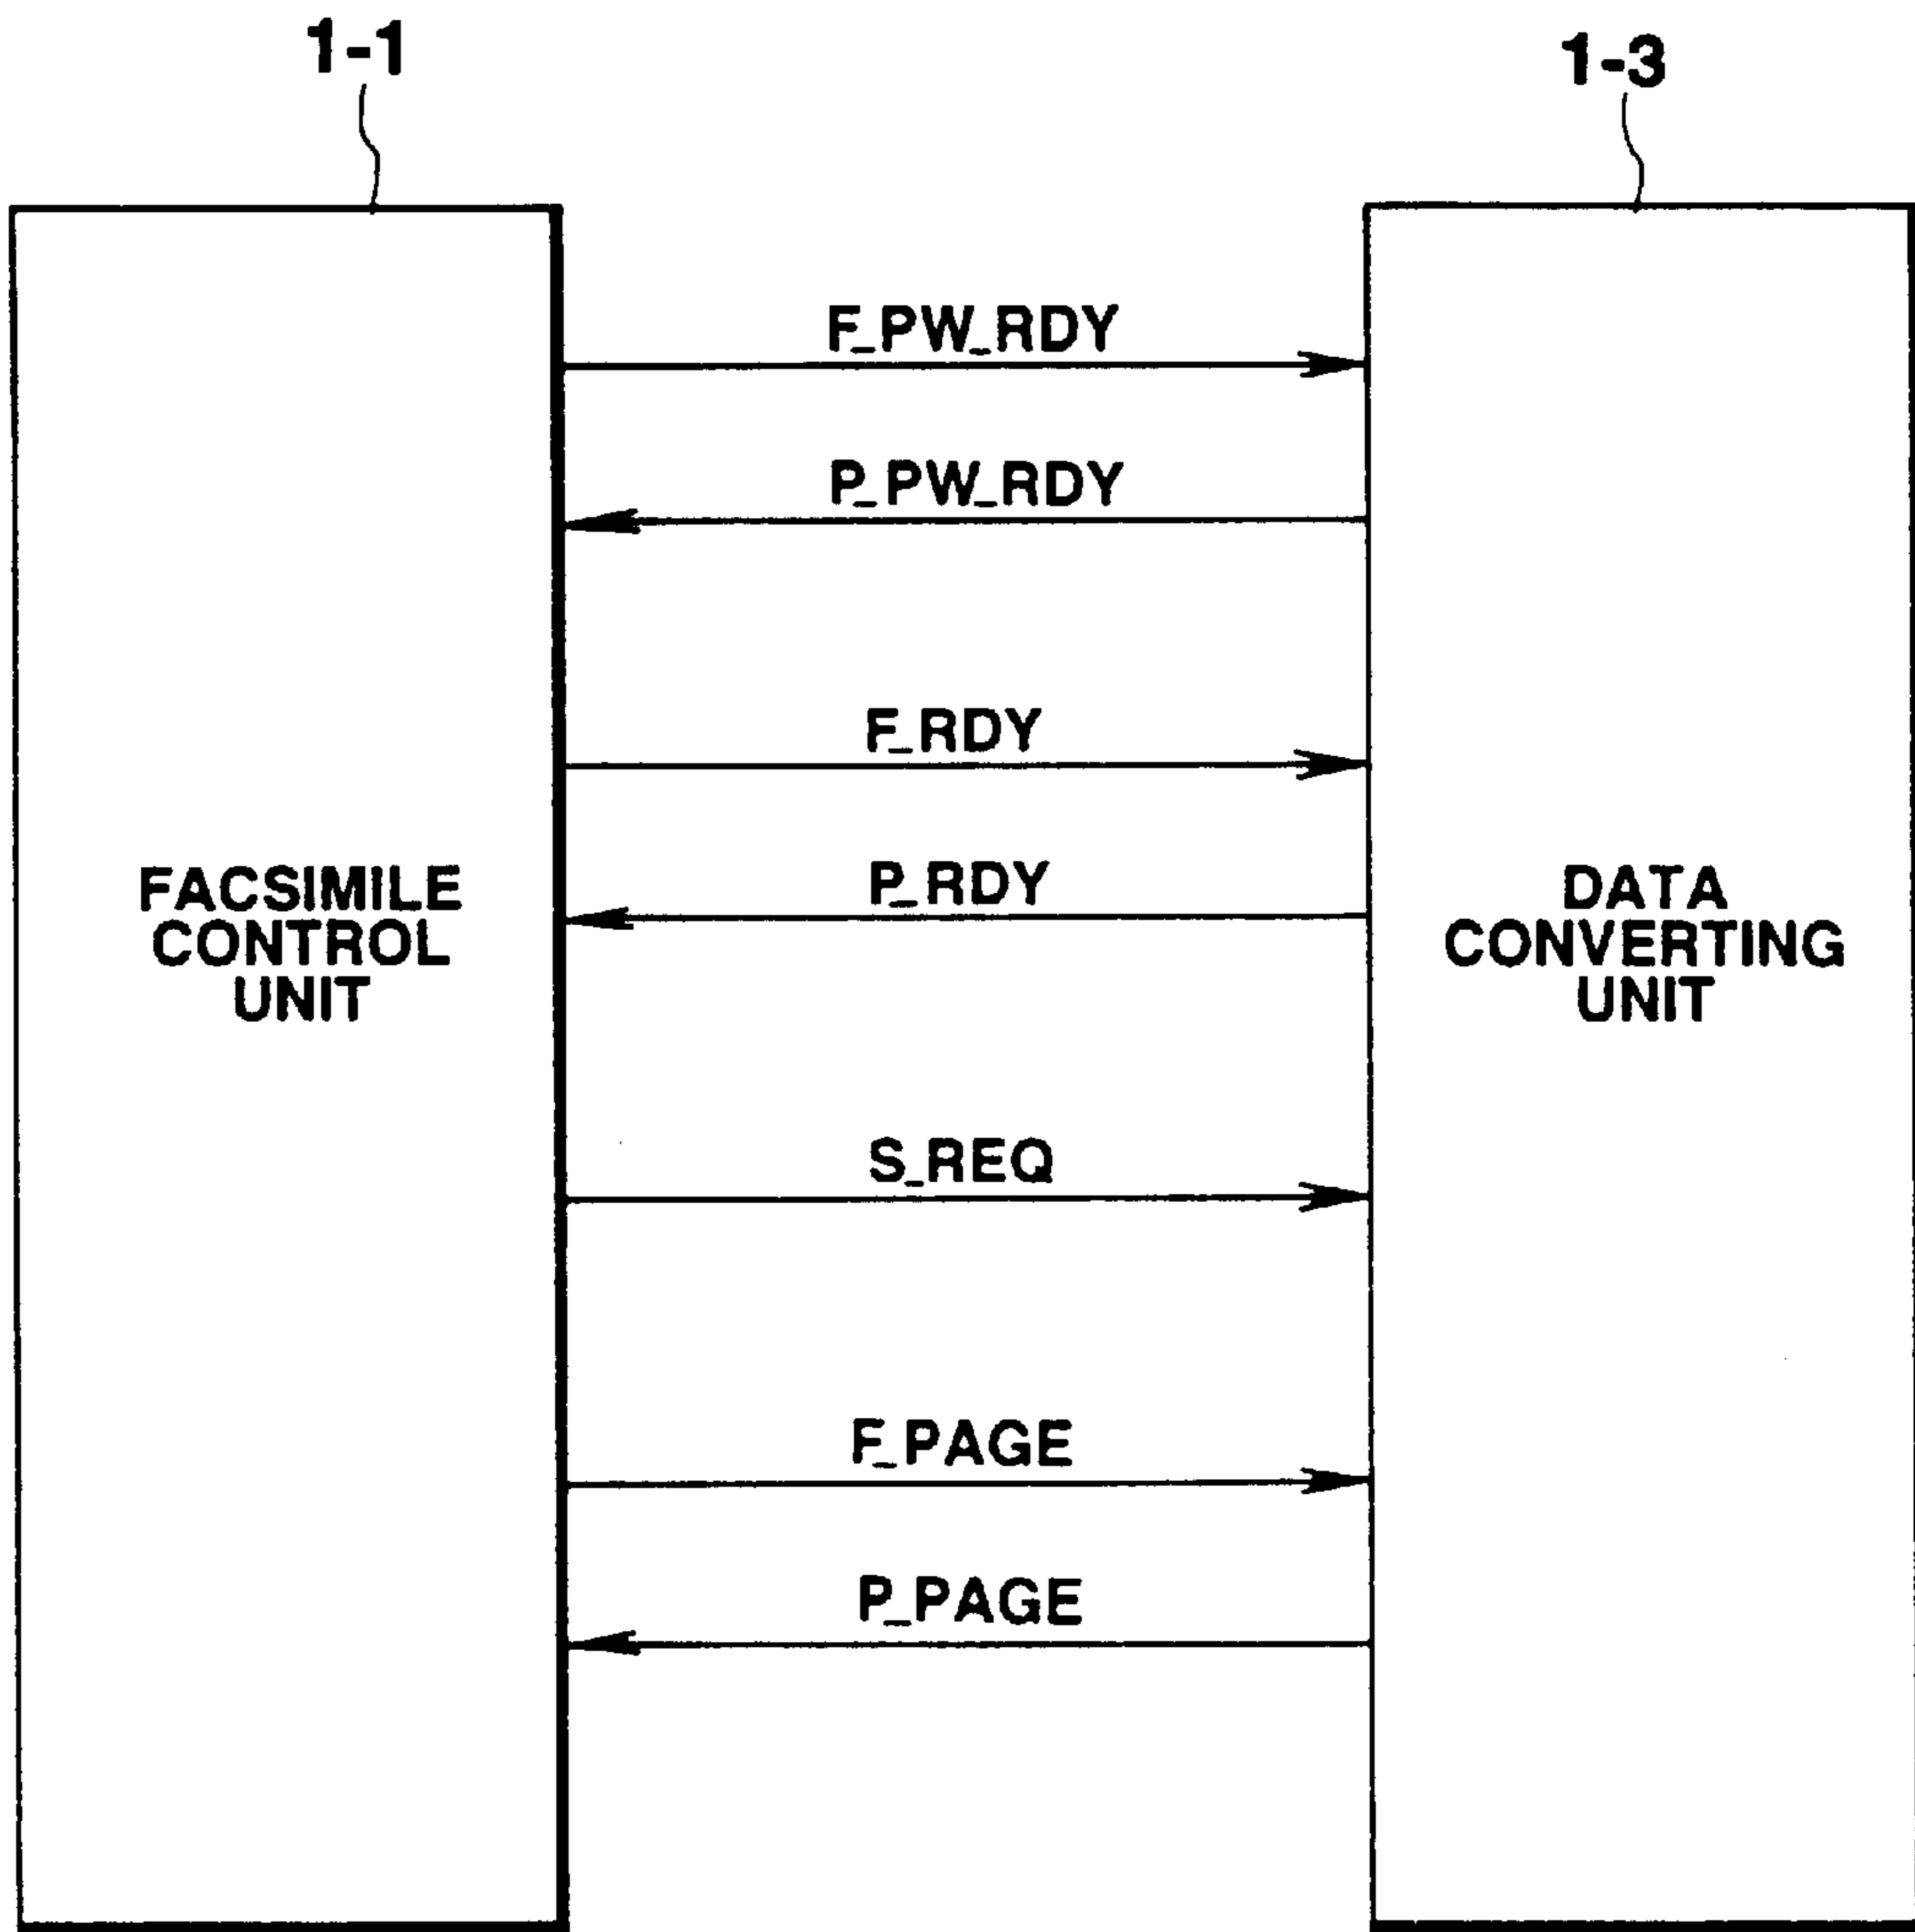 1-1
1-3
F_PW_RDY
P_PW_RDY
F_RDY
P_RDY
FACSIMILE
CONTROL
UNIT
DATA
CONVERTING
UNIT
S_REQ
F_PAGE
P_PAGE